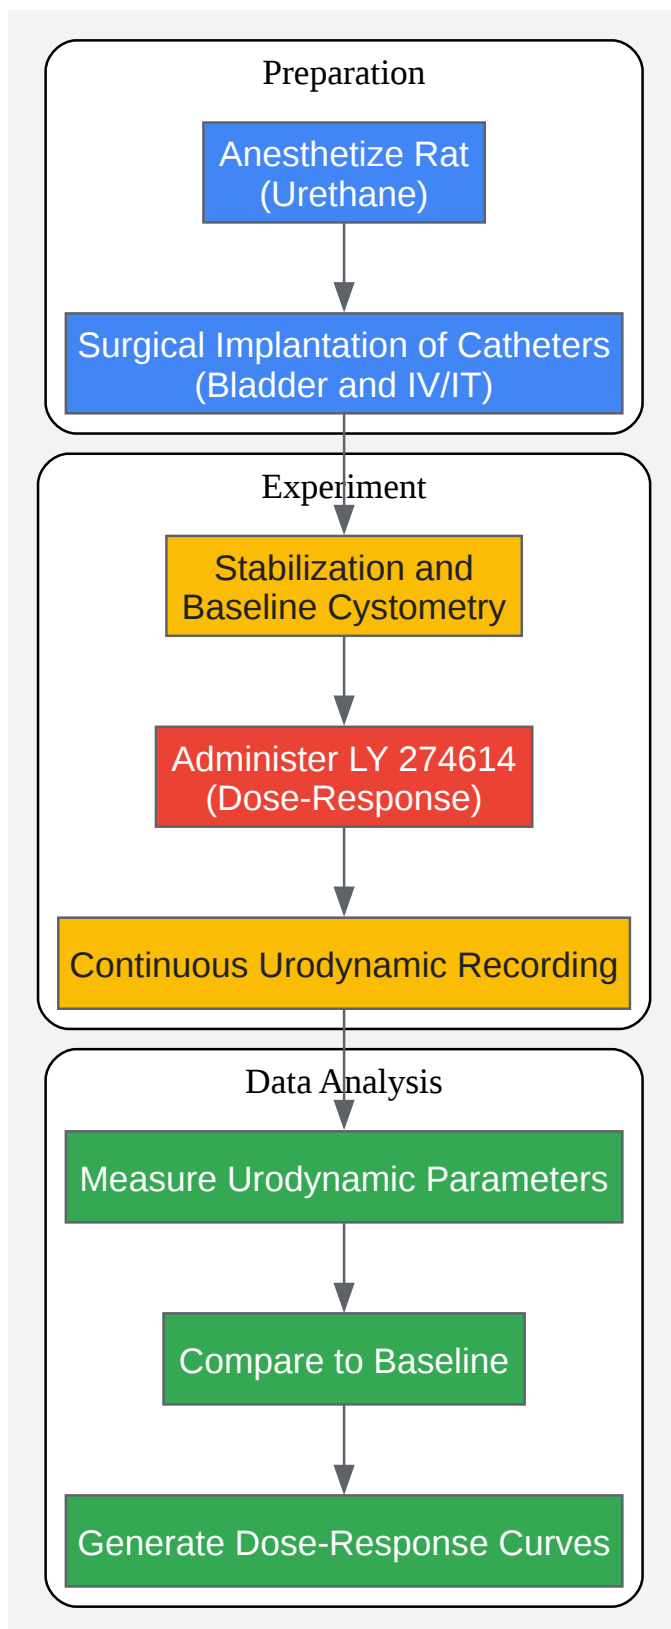 Preparation
Anesthetize Rat
(Urethane)
Surgical Implantation of Catheters
(Bladder and IV/IT)
Experiment
Stabilization and
Baseline Cystometry
Administer LY 274614
(Dose-Response)
Continuous Urodynamic Recording
Data Analysis
Measure Urodynamic Parameters
Compare to Baseline
Generate Dose-Response Curves